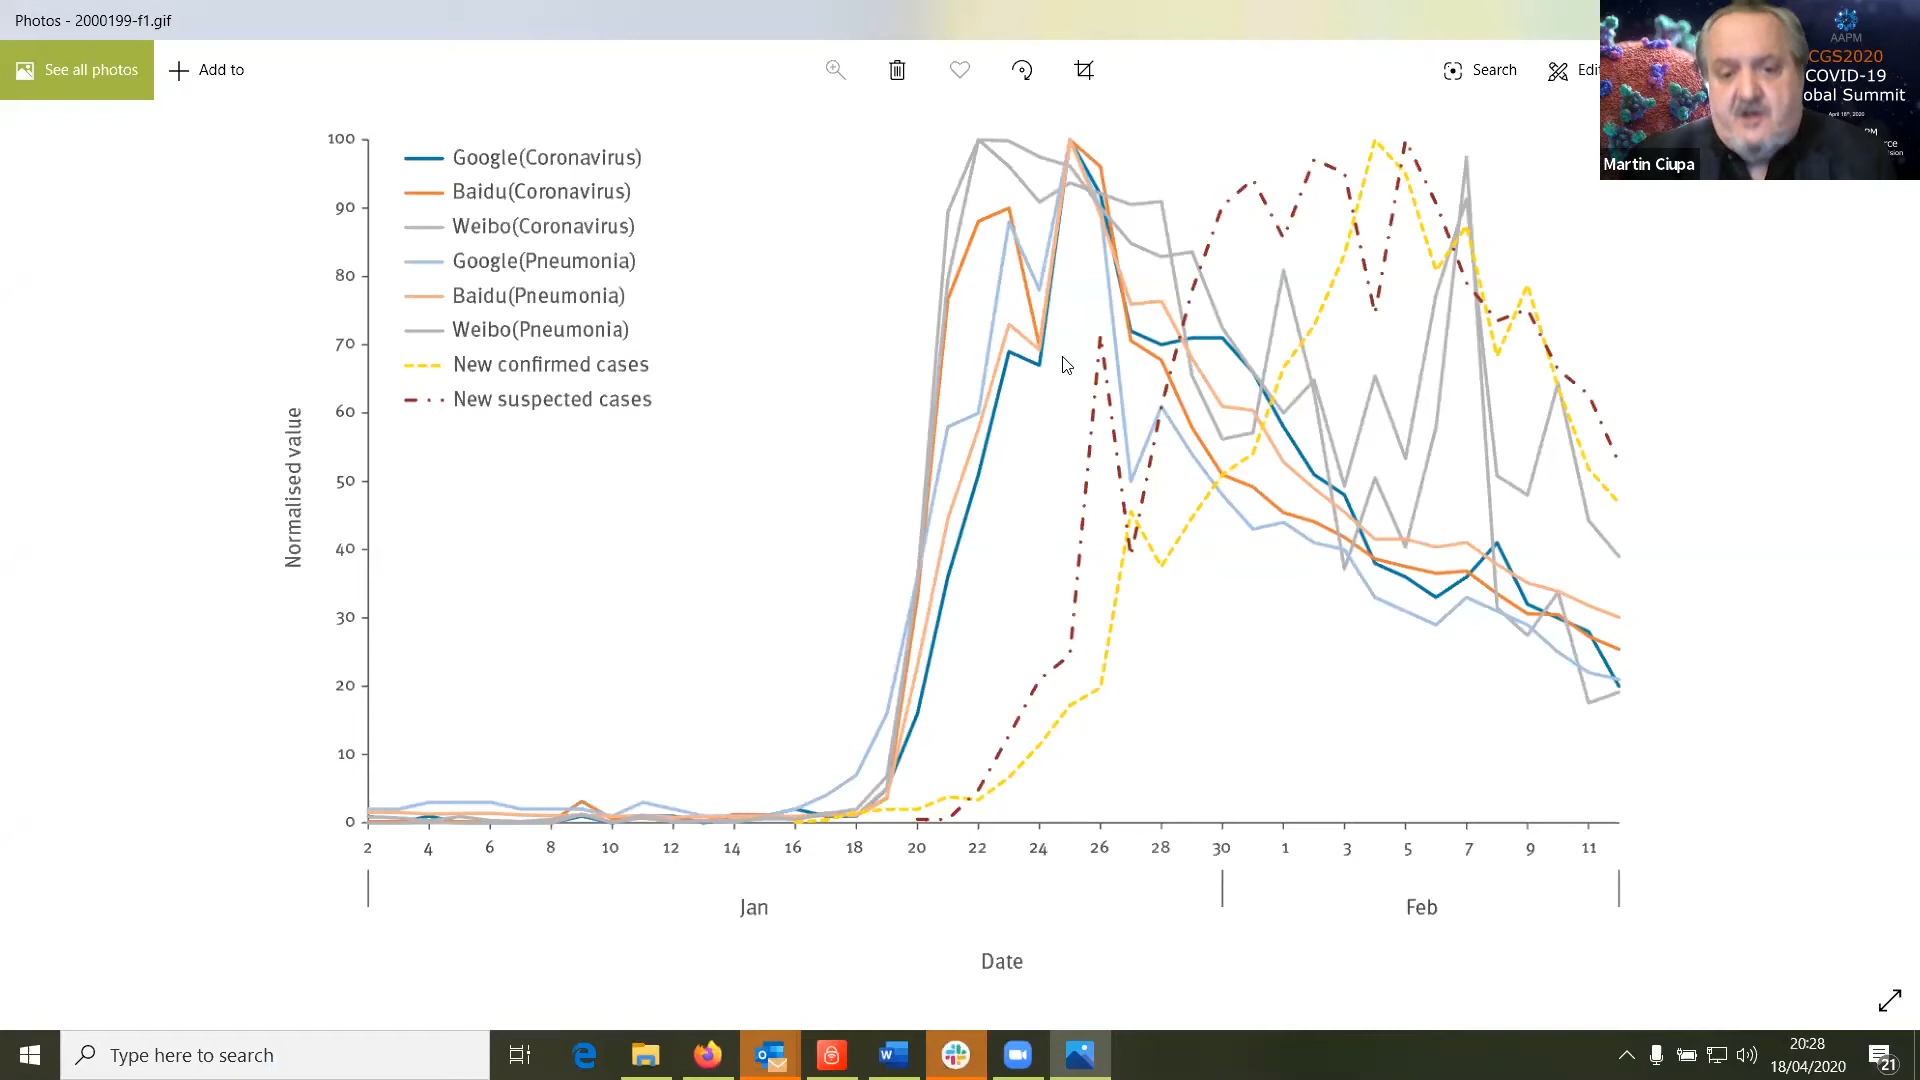 Photos - 2000199-f1.gif
See all photos
Add to
Search
AAPM
CGS2020
COVID-19
obal Summit
April 18th, 2020
Martin Ciupa
Google(Coronavirus)
Baidu(Coronavirus)
Weibo(Coronavirus)
Google(Pneumonia)
Baidu(Pneumonia)
Weibo(Pneumonia)
New confirmed cases
New suspected cases
Normalised value
100
90
80
70
60
50
40
30
20
10
0
2 4 6 8 10 12 14 16 18 20 22 24 26 28 30 1 3 5 7 9 11
Jan Feb
Date
Type here to search
20:28
18/04/2020
21